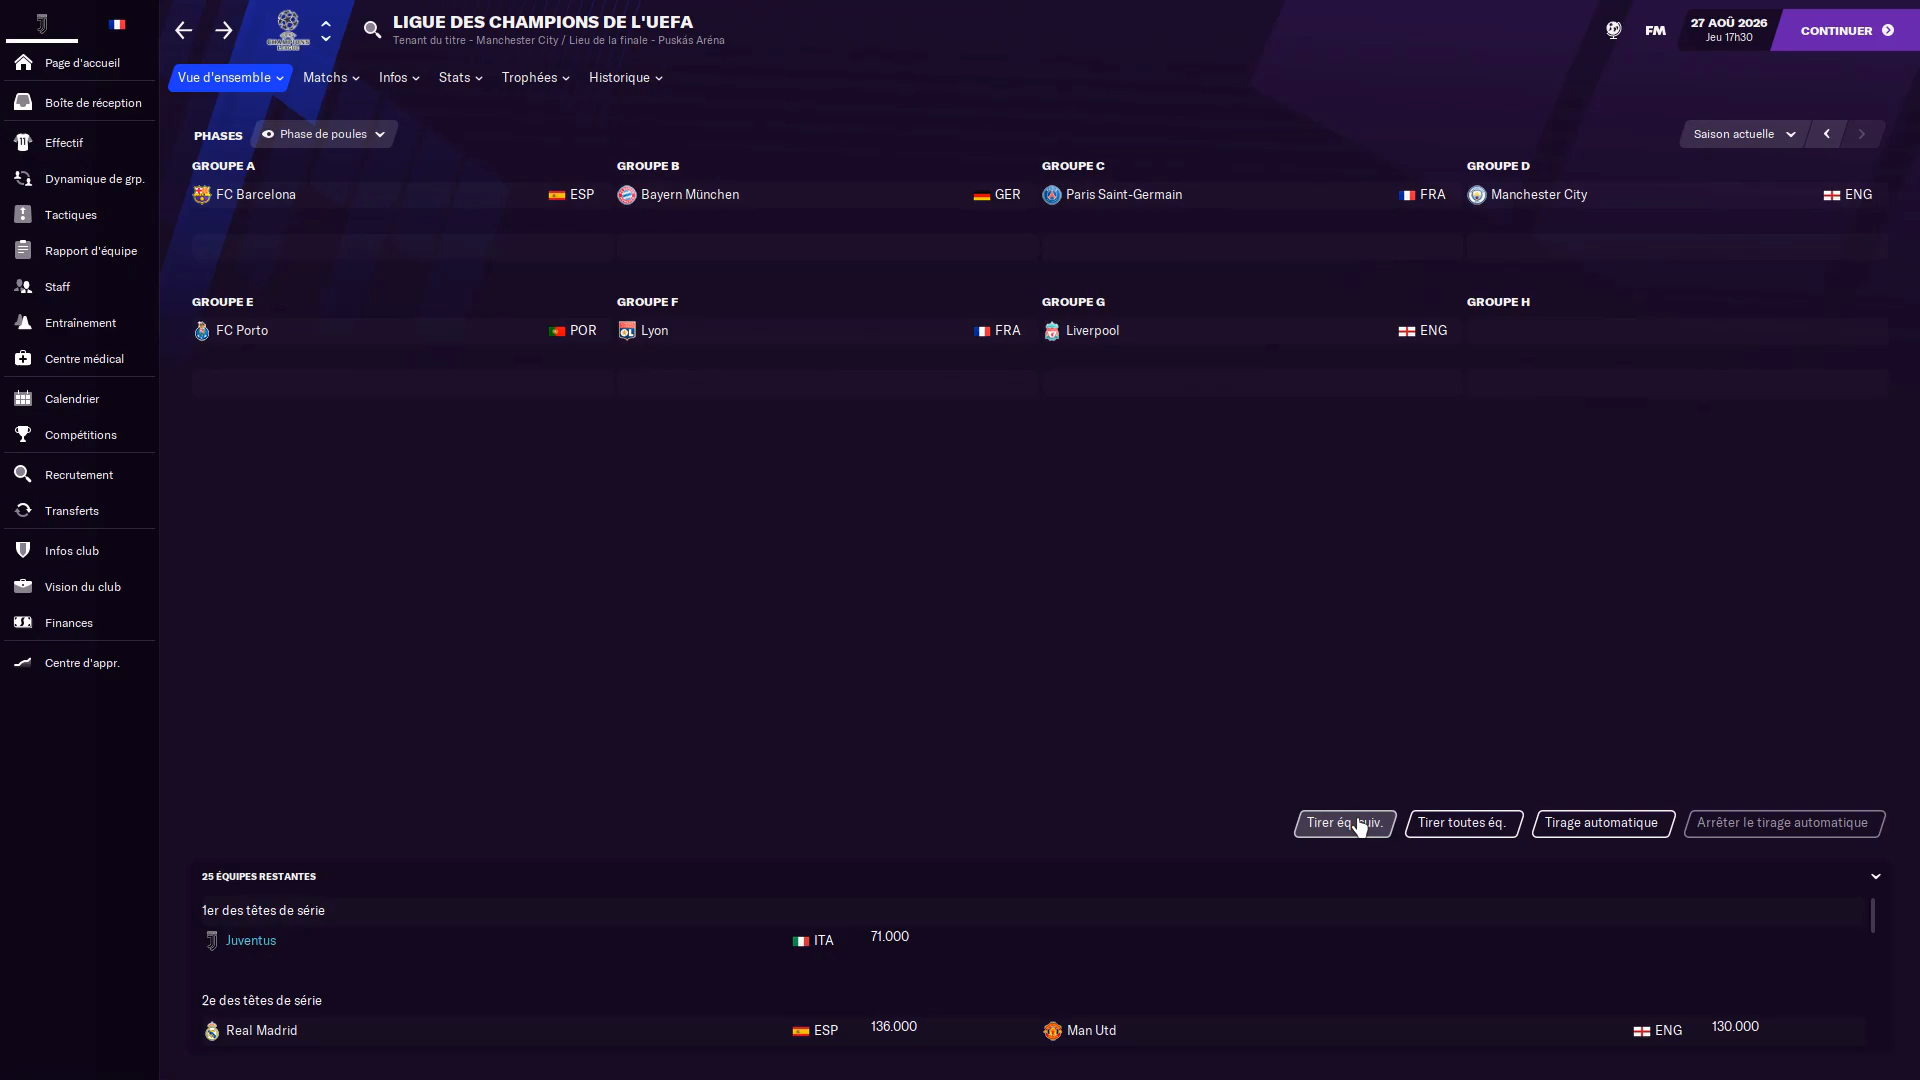 LIGUE DES CHAMPIONS DE L'UEFA
Tenant du titre - Manchester City / Lieu de la finale - Puskás Aréna
FM
27 AOÛ 2026
Jeu 17h30
CONTINUER
Page d'accueil
Boîte de réception
Effectif
Dynamique de grp.
Tactiques
Rapport d'équipe
Staff
Entraînement
Centre médical
Calendrier
Compétitions
Recrutement
Transferts
Infos club
Vision du club
Finances
Centre d'appr.
Vue d'ensemble
Matchs
Infos
Stats
Trophées
Historique
PHASES
Phase de poules
Saison actuelle
GROUPE A
FC Barcelona ESP
GROUPE B
Bayern München GER
GROUPE C
Paris Saint-Germain FRA
GROUPE D
Manchester City ENG
GROUPE E
FC Porto POR
GROUPE F
Lyon FRA
GROUPE G
Liverpool ENG
GROUPE H
Tirer éq. suiv.
Tirer toutes éq.
Tirage automatique
Arrêter le tirage automatique
25 ÉQUIPES RESTANTES
1er des têtes de série
Juventus ITA 71.000
2e des têtes de série
Real Madrid ESP 136.000 Man Utd ENG 130.000